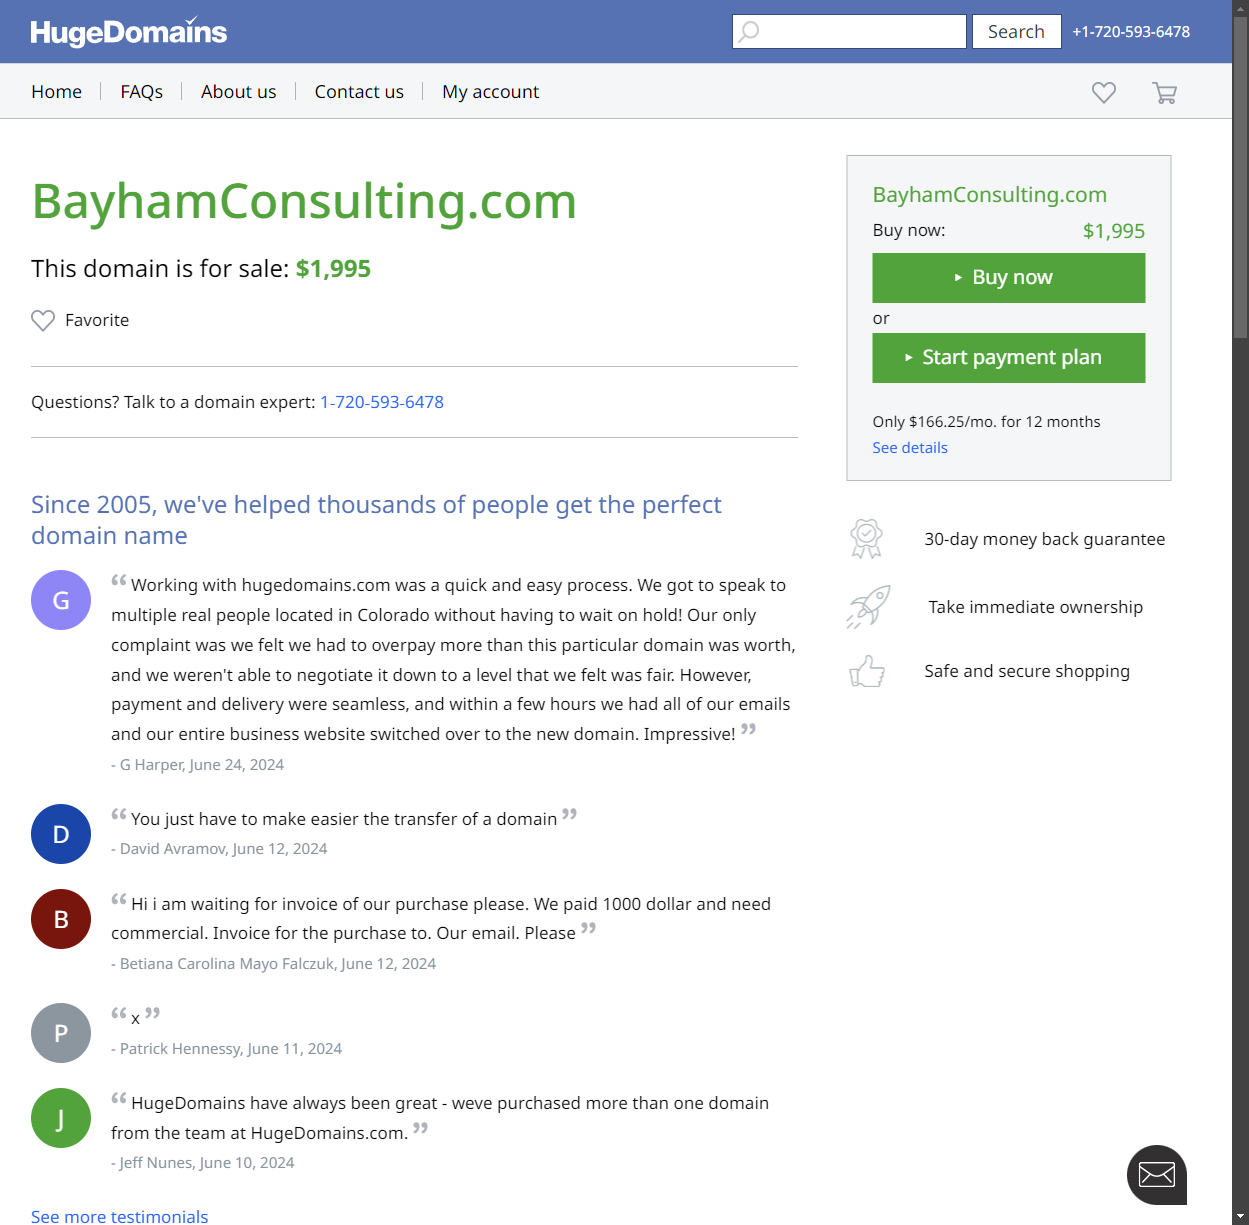 HugeDomains
Search
+1-720-593-6478
Home
FAQs
About us
Contact us
My account
BayhamConsulting.com
This domain is for sale: $1,995
Favorite
Questions? Talk to a domain expert: 1-720-593-6478
Since 2005, we've helped thousands of people get the perfect
domain name
G
“ Working with hugedomains.com was a quick and easy process. We got to speak to
multiple real people located in Colorado without having to wait on hold! Our only
complaint was we felt we had to overpay more than this particular domain was worth,
and we weren't able to negotiate it down to a level that we felt was fair. However,
payment and delivery were seamless, and within a few hours we had all of our emails
and our entire business website switched over to the new domain. Impressive! ”
- G Harper, June 24, 2024
D
“ You just have to make easier the transfer of a domain ”
- David Avramov, June 12, 2024
B
“ Hi i am waiting for invoice of our purchase please. We paid 1000 dollar and need
commercial. Invoice for the purchase to. Our email. Please ”
- Betiana Carolina Mayo Falczuk, June 12, 2024
P
“ x ”
- Patrick Hennessy, June 11, 2024
J
“ HugeDomains have always been great - weve purchased more than one domain
from the team at HugeDomains.com. ”
- Jeff Nunes, June 10, 2024
See more testimonials
BayhamConsulting.com
Buy now: $1,995
Buy now
or
Start payment plan
Only $166.25/mo. for 12 months
See details
30-day money back guarantee
Take immediate ownership
Safe and secure shopping